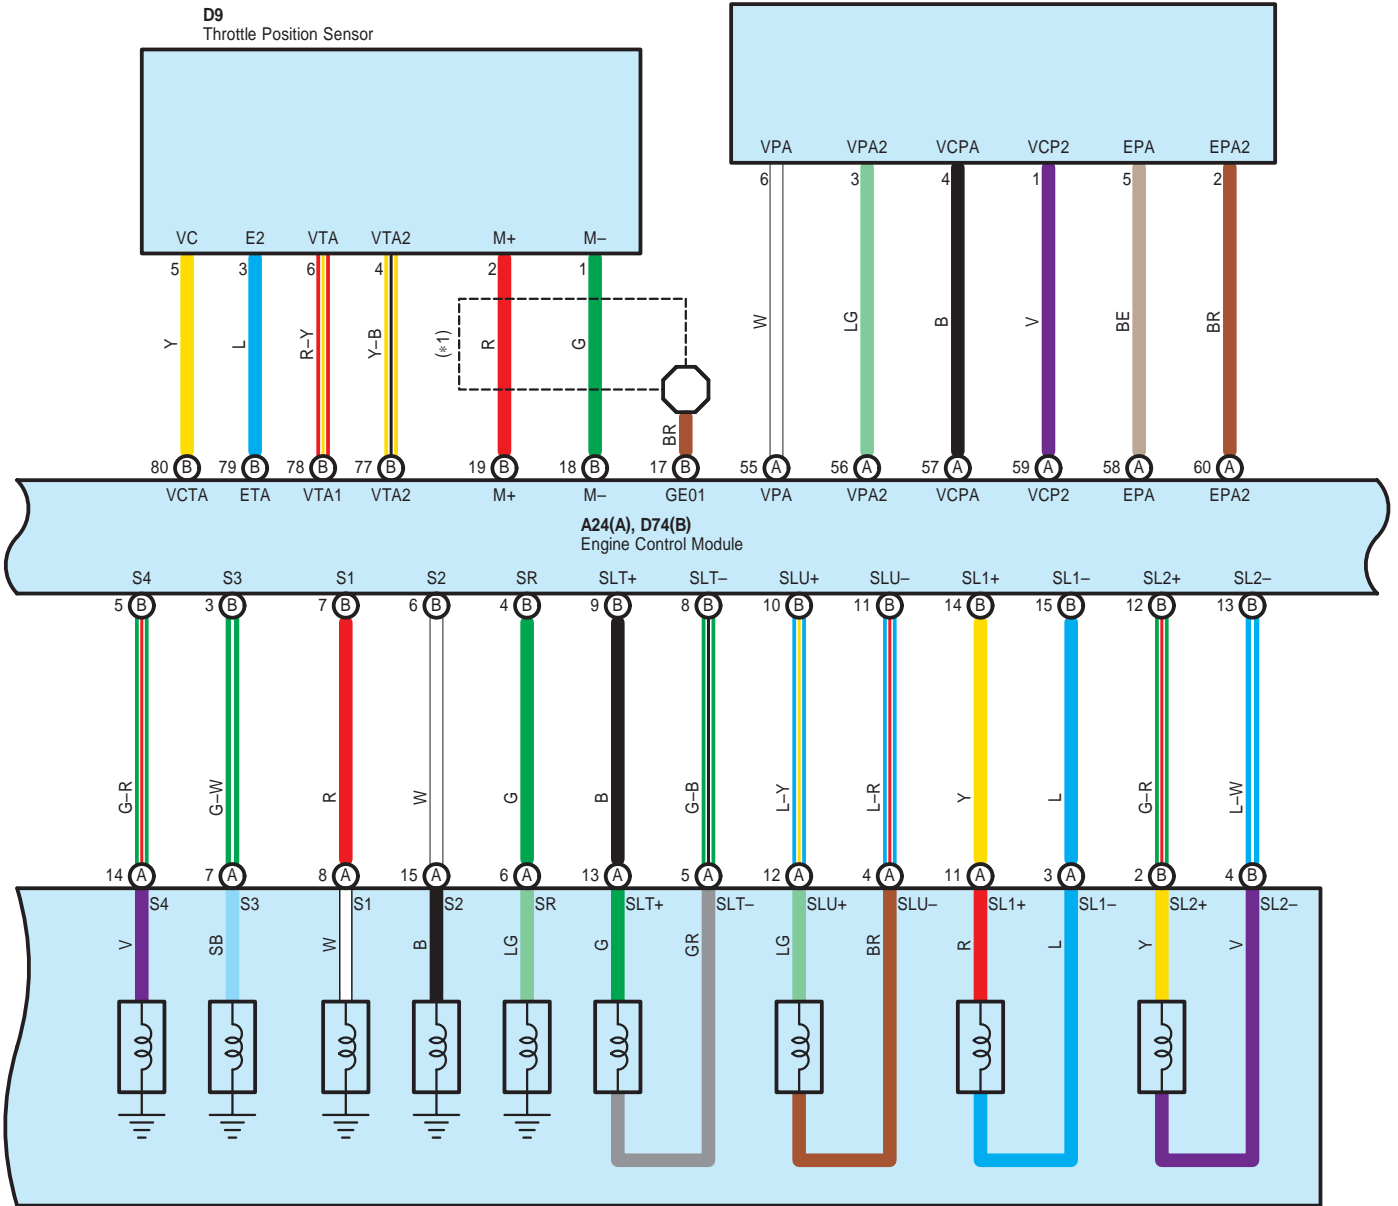 D9
Throttle Position Sensor
VPA VPA2 VCPA VCP2 EPA EPA2
6 3 4 1 5 2
VC E2 VTA VTA2 M+ M–
5 3 6 4 2 1
Y L R–Y Y–B (*1) R G W LG B V BE BR
BR
80 B 79 B 78 B 77 B 19 B 18 B 17 B 55 A 56 A 57 A 59 A 58 A 60 A
VCTA ETA VTA1 VTA2 M+ M– GE01 VPA VPA2 VCPA VCP2 EPA EPA2
A24(A), D74(B)
Engine Control Module
S4 S3 S1 S2 SR SLT+ SLT– SLU+ SLU– SL1+ SL1– SL2+ SL2–
5 B 3 B 7 B 6 B 4 B 9 B 8 B 10 B 11 B 14 B 15 B 12 B 13 B
G–R G–W R W G B G–B L–Y L–R Y L G–R L–W
14 A 7 A 8 A 15 A 6 A 13 A 5 A 12 A 4 A 11 A 3 A 2 B 4 B
S4 S3 S1 S2 SR SLT+ SLT– SLU+ SLU– SL1+ SL1– SL2+ SL2–
V SB W B LG G GR LG BR R L Y V